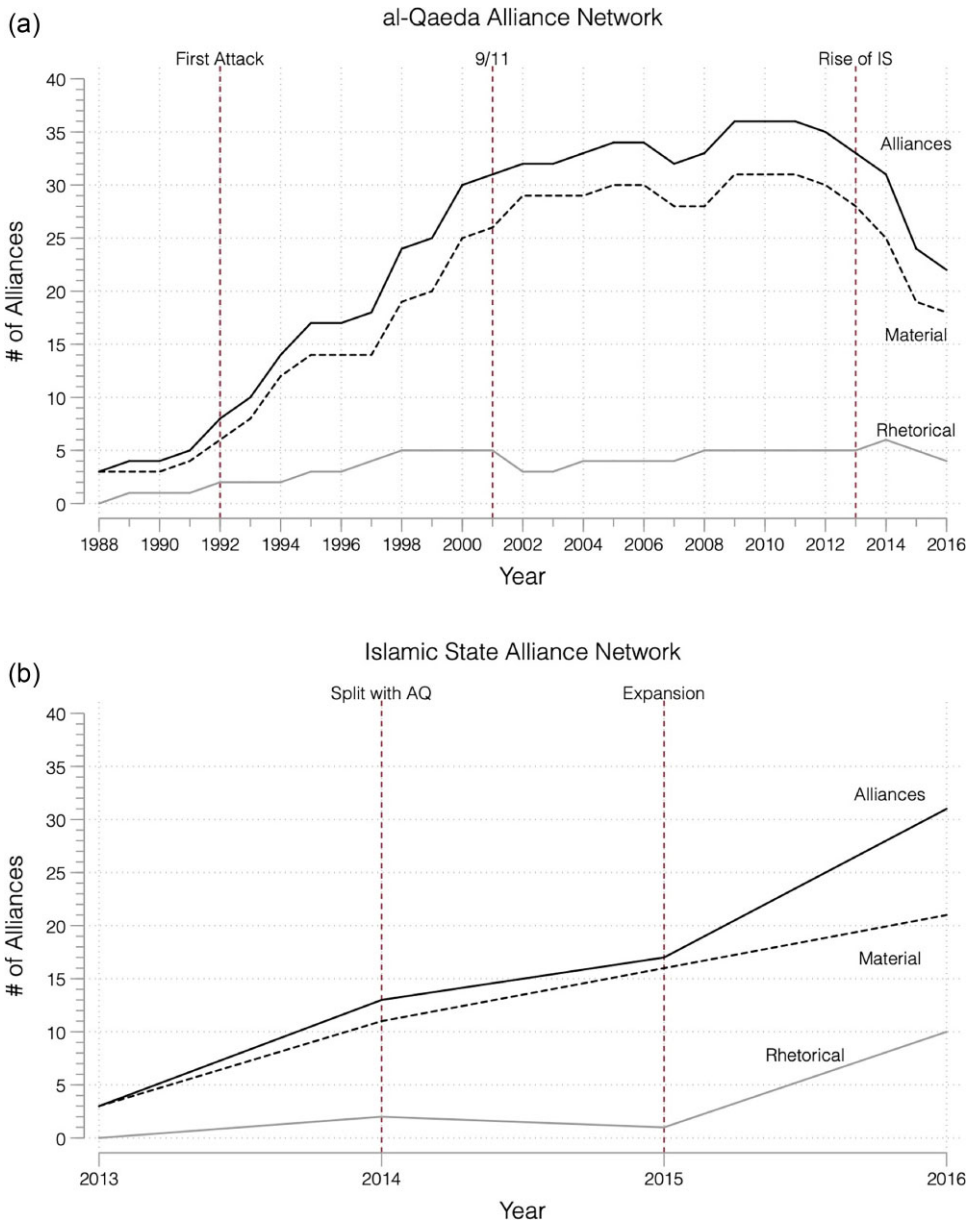 (a)
al-Qaeda Alliance Network
First Attack 9/11 Rise of IS
40
35
30
25
20
15
10
5
0
# of Alliances
Alliances
Material
Rhetorical
1988 1990 1992 1994 1996 1998 2000 2002 2004 2006 2008 2010 2012 2014 2016
Year
(b)
Islamic State Alliance Network
Split with AQ Expansion
40
35
30
25
20
15
10
5
0
# of Alliances
Alliances
Material
Rhetorical
2013 2014 2015 2016
Year